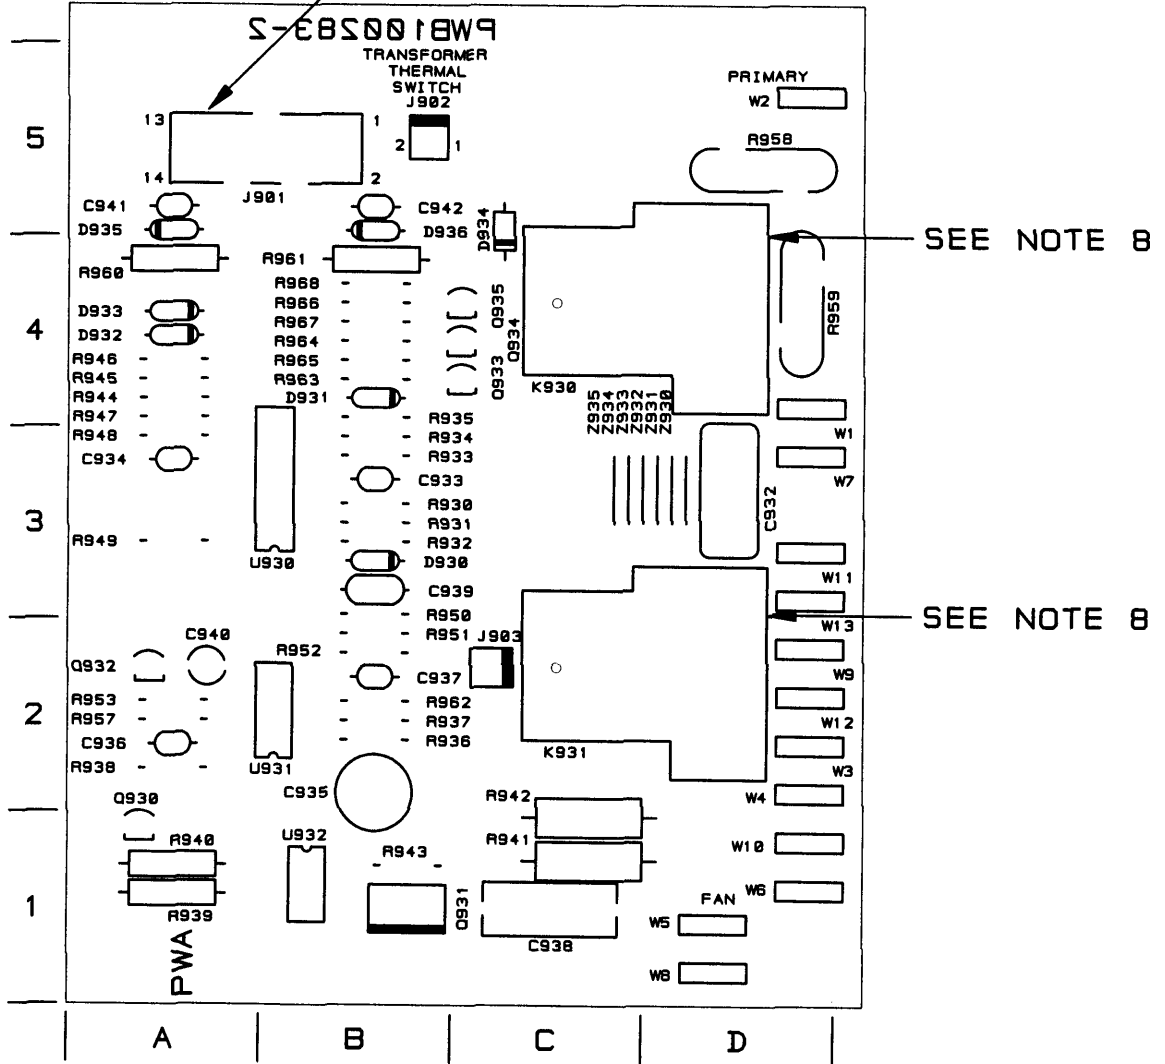 PWB100283-2
TRANSFORMER
THERMAL
SWITCH
J902
PRIMARY
W2
5
13
1
2
1
R958
14
2
J901
C941
C942
D934
D935
D936
SEE NOTE 8
R960
R961
R968
Q935
R959
4
D933
R966
R967
Q934
D932
R964
R946
R965
Q933
R945
R963
K930
R944
D931
Z935
Z934
Z933
Z932
Z931
Z930
R947
R935
W1
R948
R934
C934
R933
W7
C933
C932
3
R930
R931
R949
R932
U930
D930
W11
C939
R950
SEE NOTE 8
W13
C940
R951
J903
Q932
R952
C937
W9
2
R953
R962
R957
R937
W12
C936
R936
K931
R938
U931
W3
C935
R942
W4
Q930
U932
R941
R940
R943
W10
1
R939
Q931
FAN
W6
W5
PWA
C938
W8
A
B
C
D